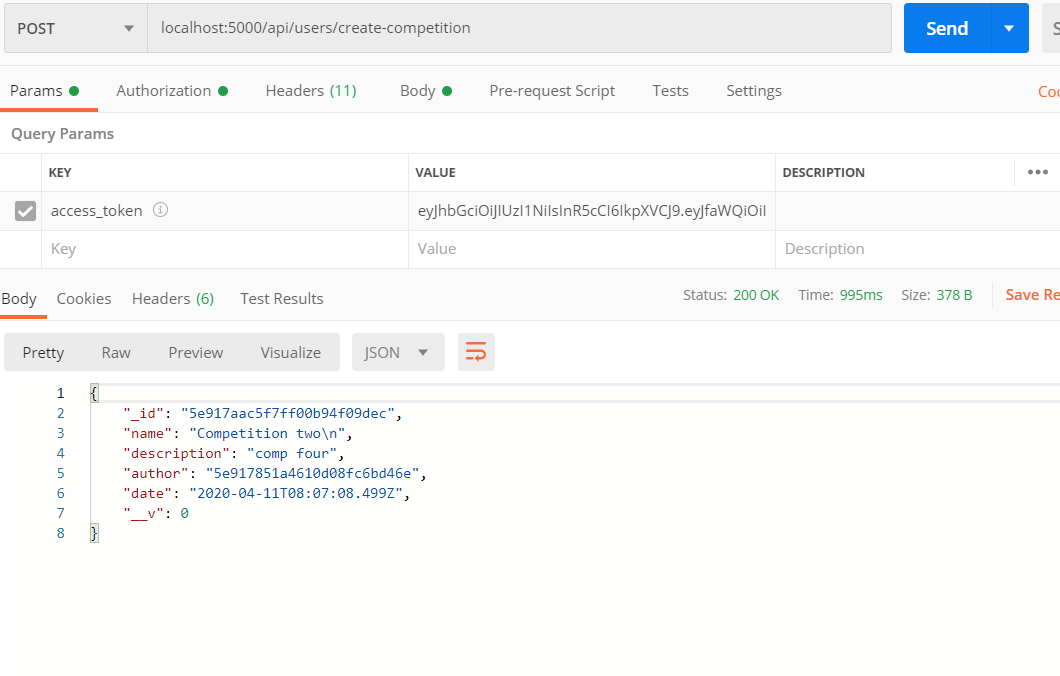 POST localhost:5000/api/users/create-competition Send
Params Authorization Headers (11) Body Pre-request Script Tests Settings
Query Params
KEY VALUE DESCRIPTION
access_token eyJhbGciOiJIUzI1NiIsInR5cCI6IkpXVCJ9.eyJfaWQiOiI
Key Value Description
Body Cookies Headers (6) Test Results Status: 200 OK Time: 995ms Size: 378 B Save Re
Pretty Raw Preview Visualize JSON
1 {
2 "_id": "5e917aac5f7ff00b94f09dec",
3 "name": "Competition two\n",
4 "description": "comp four",
5 "author": "5e917851a4610d08fc6bd46e",
6 "date": "2020-04-11T08:07:08.499Z",
7 "__v": 0
8 }